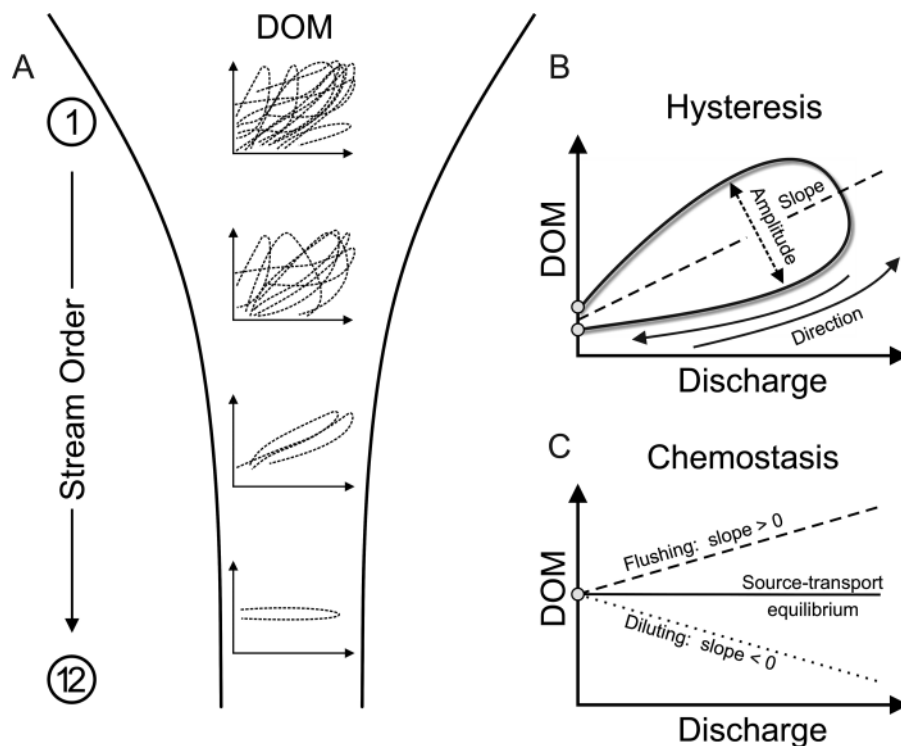 A
DOM
1
Stream Order
12
B
Hysteresis
DOM
Slope
Amplitude
Direction
Discharge
C
Chemostasis
DOM
Flushing: slope > 0
Source-transport
equilibrium
Diluting: slope < 0
Discharge